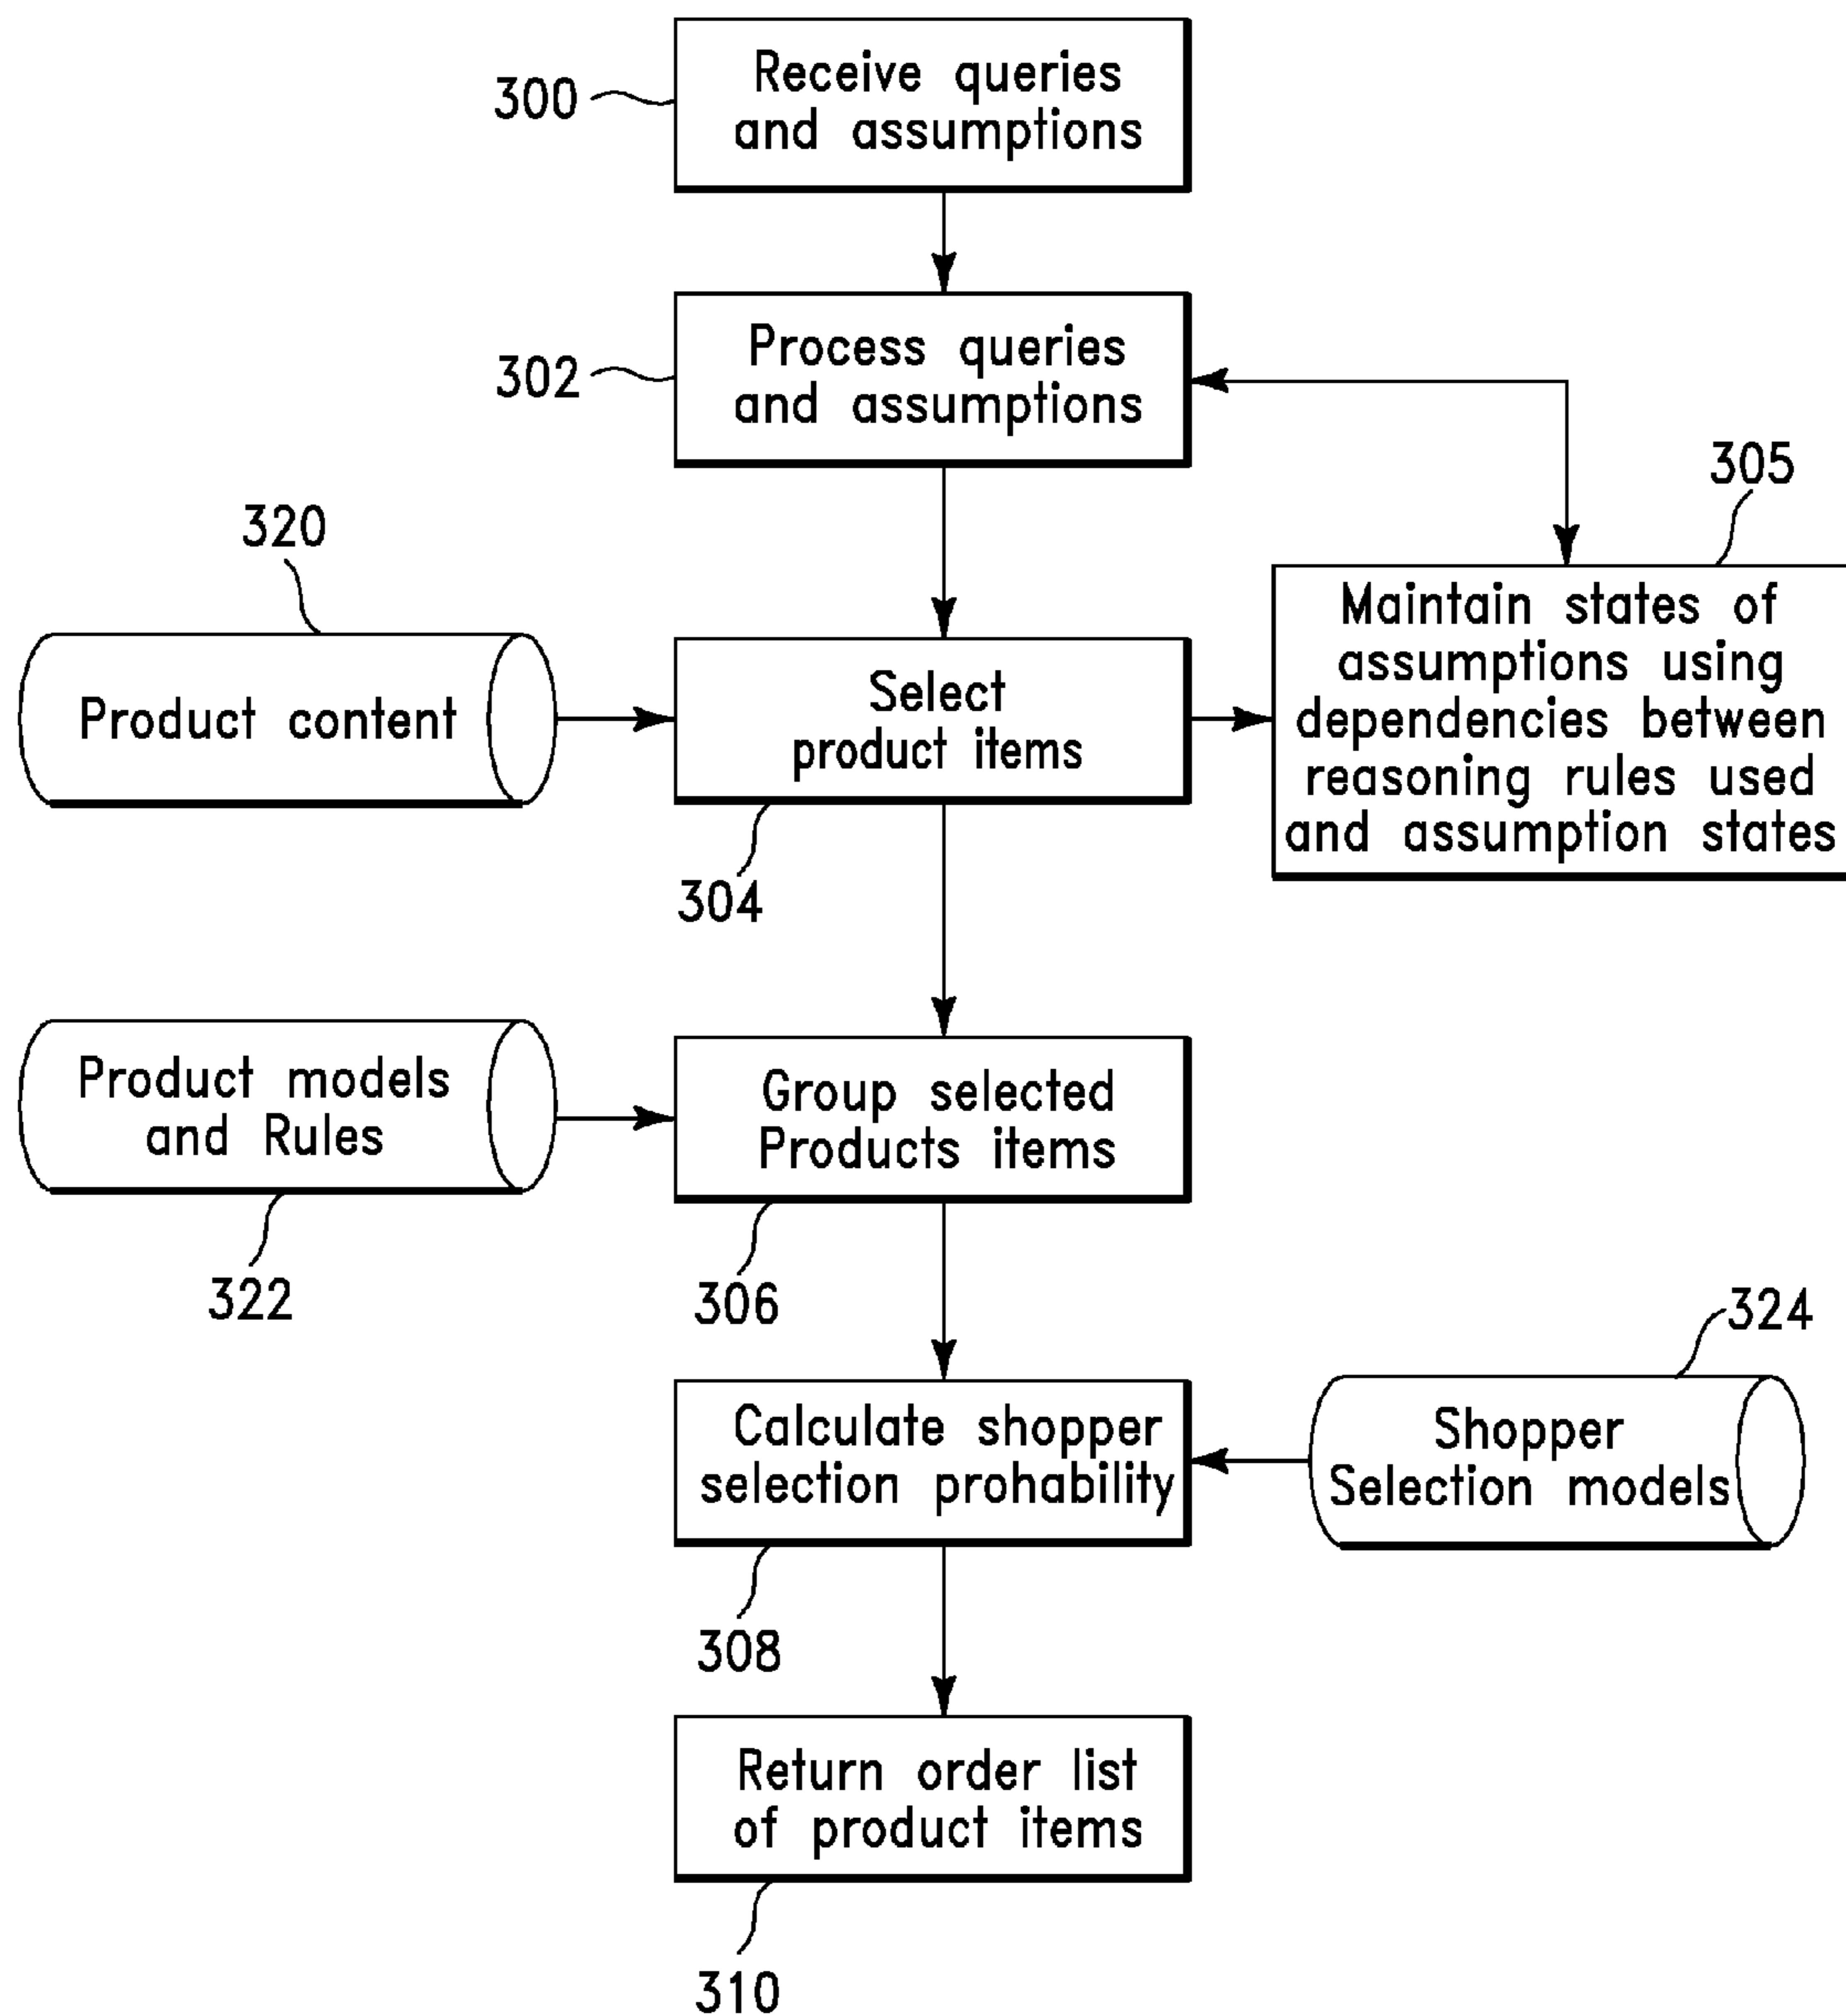 300
Receive queries
and assumptions
302
Process queries
and assumptions
305
Maintain states of
assumptions using
dependencies between
reasoning rules used
and assumption states
320
Product content
Select
product items
304
Product models
and Rules
322
Group selected
Products items
306
324
Calculate shopper
selection prohability
Shopper
Selection models
308
Return order list
of product items
310